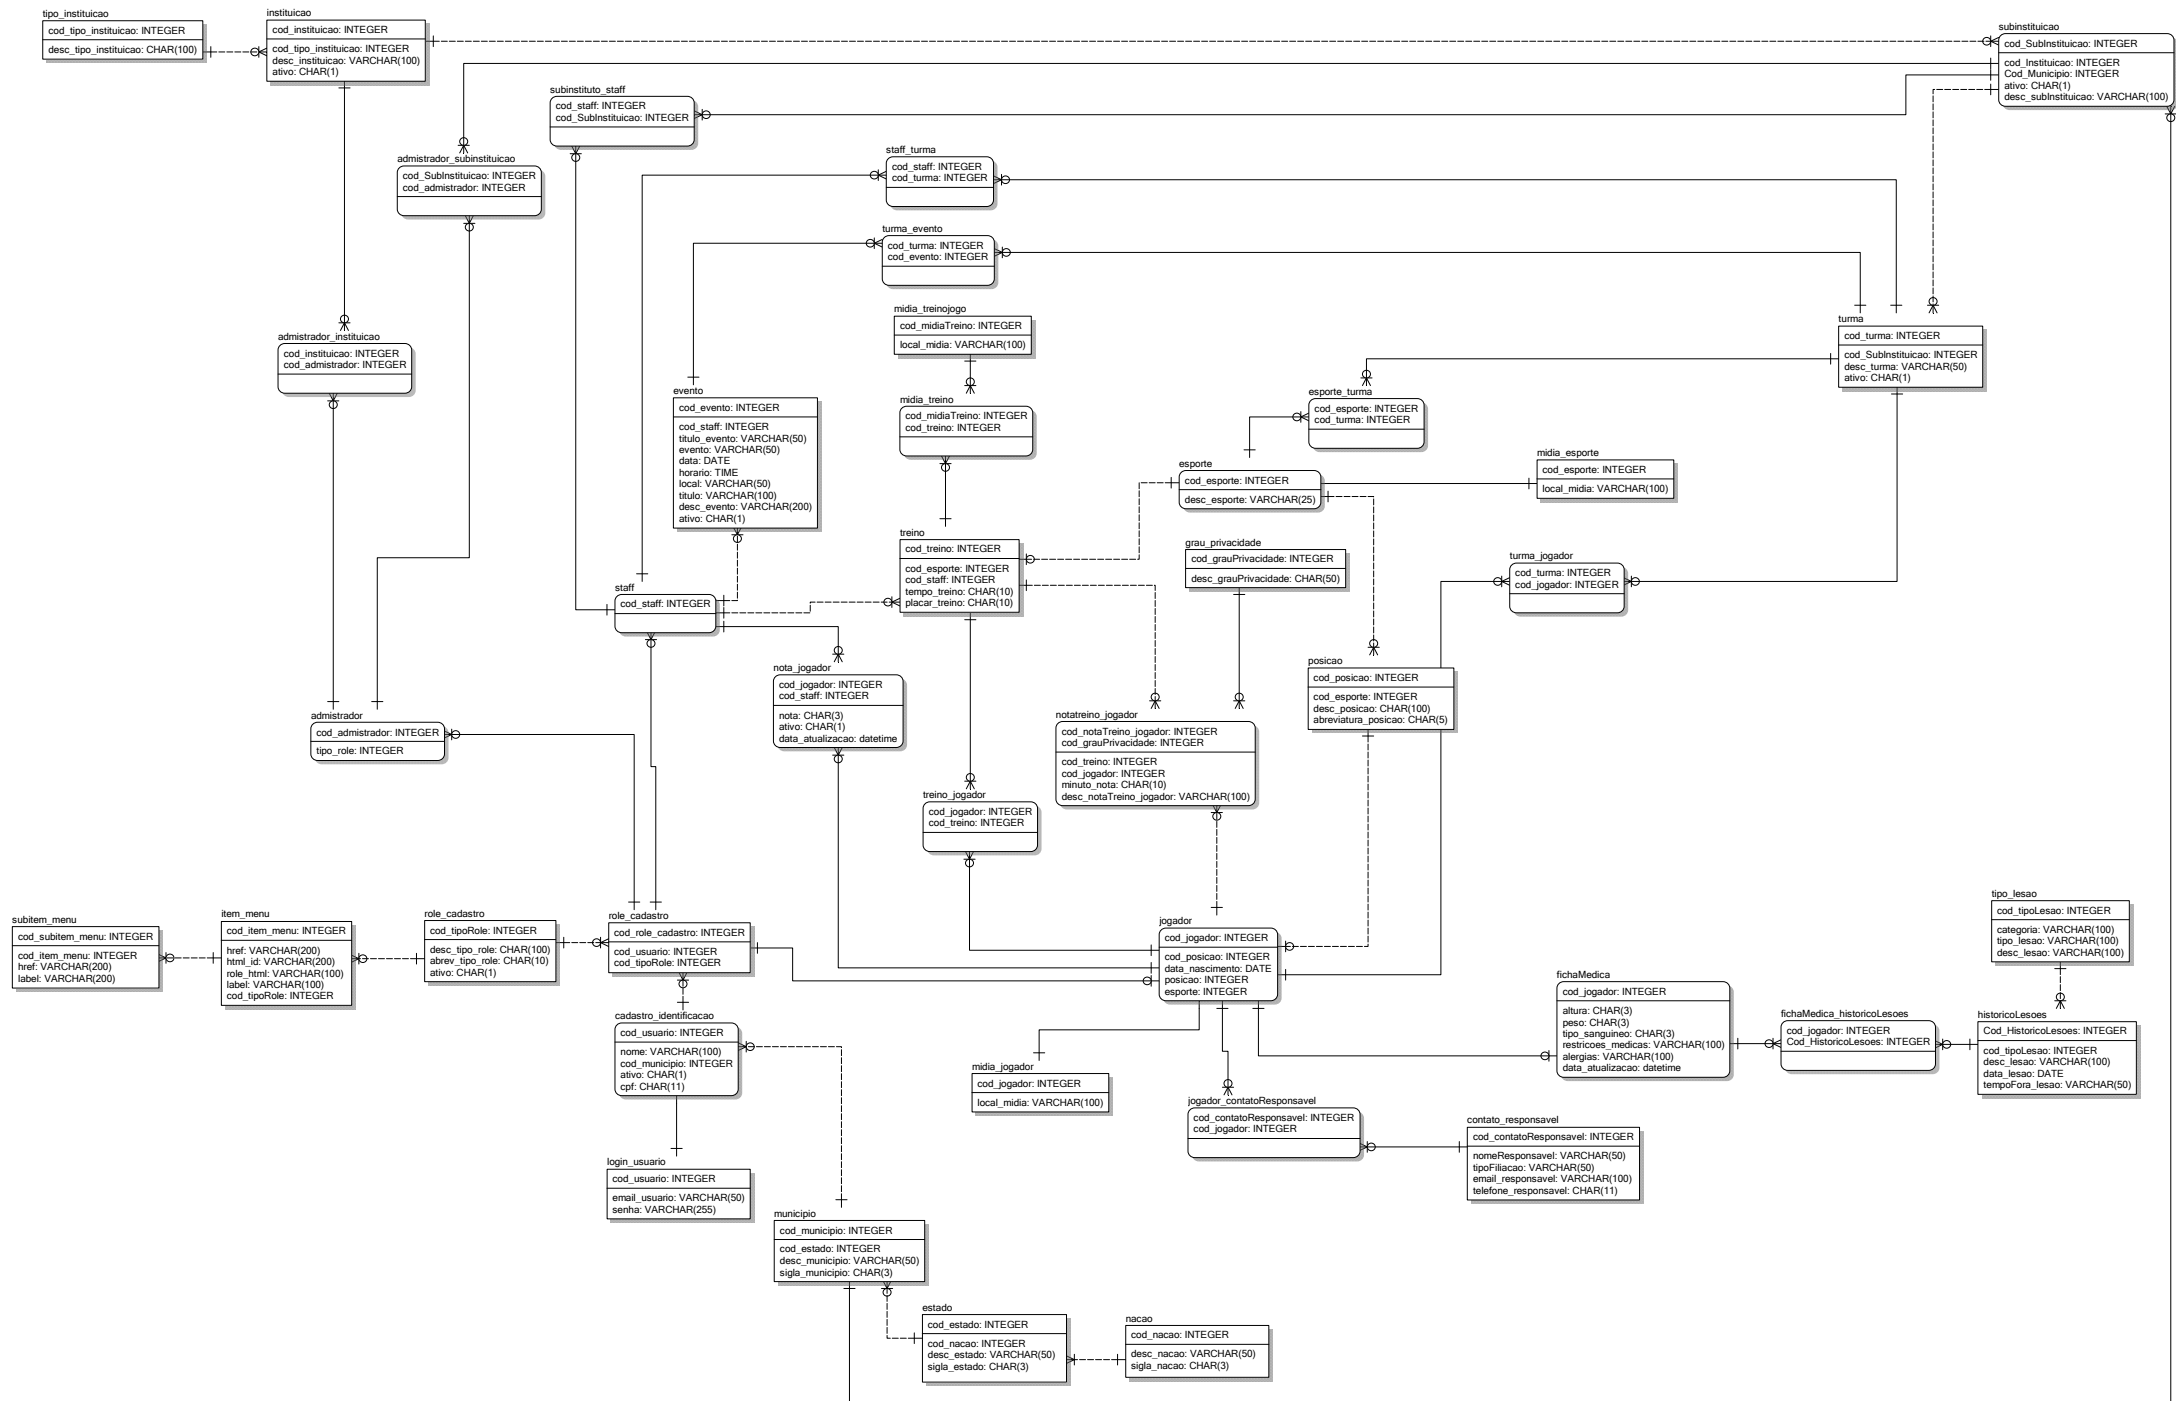 tipo_instituicao
cod_tipo_instituicao: INTEGER
desc_tipo_instituicao: CHAR(100)
instituicao
cod_instituicao: INTEGER
cod_tipo_instituicao: INTEGER
desc_instituicao: VARCHAR(100)
ativo: CHAR(1)
subinstituicao
cod_SubInstituicao: INTEGER
cod_Instituicao: INTEGER
Cod_Municipio: INTEGER
ativo: CHAR(1)
desc_subInstituicao: VARCHAR(100)
subinstituto_staff
cod_staff: INTEGER
cod_SubInstituicao: INTEGER
admistrador_subinstituicao
cod_SubInstituicao: INTEGER
cod_admistrador: INTEGER
staff_turma
cod_staff: INTEGER
cod_turma: INTEGER
turma_evento
cod_turma: INTEGER
cod_evento: INTEGER
midia_treinojogo
cod_midiaTreino: INTEGER
local_midia: VARCHAR(100)
turma
cod_turma: INTEGER
cod_SubInstituicao: INTEGER
desc_turma: VARCHAR(50)
ativo: CHAR(1)
admistrador_instituicao
cod_instituicao: INTEGER
cod_admistrador: INTEGER
evento
cod_evento: INTEGER
cod_staff: INTEGER
titulo_evento: VARCHAR(50)
evento: VARCHAR(50)
data: DATE
horario: TIME
local: VARCHAR(50)
titulo: VARCHAR(100)
desc_evento: VARCHAR(200)
ativo: CHAR(1)
midia_treino
cod_midiaTreino: INTEGER
cod_treino: INTEGER
esporte_turma
cod_esporte: INTEGER
cod_turma: INTEGER
esporte
cod_esporte: INTEGER
desc_esporte: VARCHAR(25)
midia_esporte
cod_esporte: INTEGER
local_midia: VARCHAR(100)
treino
cod_treino: INTEGER
cod_esporte: INTEGER
cod_staff: INTEGER
tempo_treino: CHAR(10)
placar_treino: CHAR(10)
grau_privacidade
cod_grauPrivacidade: INTEGER
desc_grauPrivacidade: CHAR(50)
turma_jogador
cod_turma: INTEGER
cod_jogador: INTEGER
staff
cod_staff: INTEGER
nota_jogador
cod_jogador: INTEGER
cod_staff: INTEGER
nota: CHAR(3)
ativo: CHAR(1)
data_atualizacao: datetime
posicao
cod_posicao: INTEGER
cod_esporte: INTEGER
desc_posicao: CHAR(100)
abreviatura_posicao: CHAR(5)
admistrador
cod_admistrador: INTEGER
tipo_role: INTEGER
notatreino_jogador
cod_notaTreino_jogador: INTEGER
cod_grauPrivacidade: INTEGER
cod_treino: INTEGER
cod_jogador: INTEGER
minuto_nota: CHAR(10)
desc_notaTreino_jogador: VARCHAR(100)
treino_jogador
cod_jogador: INTEGER
cod_treino: INTEGER
subitem_menu
cod_subitem_menu: INTEGER
cod_item_menu: INTEGER
href: VARCHAR(200)
label: VARCHAR(200)
item_menu
cod_item_menu: INTEGER
href: VARCHAR(200)
html_id: VARCHAR(200)
role_html: VARCHAR(100)
label: VARCHAR(100)
cod_tipoRole: INTEGER
role_cadastro
cod_tipoRole: INTEGER
desc_tipo_role: CHAR(100)
abrev_tipo_role: CHAR(10)
ativo: CHAR(1)
role_cadastro
cod_role_cadastro: INTEGER
cod_usuario: INTEGER
cod_tipoRole: INTEGER
jogador
cod_jogador: INTEGER
cod_posicao: INTEGER
data_nascimento: DATE
posicao: INTEGER
esporte: INTEGER
tipo_lesao
cod_tipoLesao: INTEGER
categoria: VARCHAR(100)
tipo_lesao: VARCHAR(100)
desc_lesao: VARCHAR(100)
fichaMedica
cod_jogador: INTEGER
altura: CHAR(3)
peso: CHAR(3)
tipo_sanguineo: CHAR(3)
restricoes_medicas: VARCHAR(100)
alergias: VARCHAR(100)
data_atualizacao: datetime
fichaMedica_historicoLesoes
cod_jogador: INTEGER
Cod_HistoricoLesoes: INTEGER
historicoLesoes
Cod_HistoricoLesoes: INTEGER
cod_tipoLesao: INTEGER
desc_lesao: VARCHAR(100)
data_lesao: DATE
tempoFora_lesao: VARCHAR(50)
cadastro_identificacao
cod_usuario: INTEGER
nome: VARCHAR(100)
cod_municipio: INTEGER
ativo: CHAR(1)
cpf: CHAR(11)
midia_jogador
cod_jogador: INTEGER
local_midia: VARCHAR(100)
jogador_contatoResponsavel
cod_contatoResponsavel: INTEGER
cod_jogador: INTEGER
contato_responsavel
cod_contatoResponsavel: INTEGER
nomeResponsavel: VARCHAR(50)
tipoFiliacao: VARCHAR(50)
email_responsavel: VARCHAR(100)
telefone_responsavel: CHAR(11)
login_usuario
cod_usuario: INTEGER
email_usuario: VARCHAR(50)
senha: VARCHAR(255)
municipio
cod_municipio: INTEGER
cod_estado: INTEGER
desc_municipio: VARCHAR(50)
sigla_municipio: CHAR(3)
estado
cod_estado: INTEGER
cod_nacao: INTEGER
desc_estado: VARCHAR(50)
sigla_estado: CHAR(3)
nacao
cod_nacao: INTEGER
desc_nacao: VARCHAR(50)
sigla_nacao: CHAR(3)